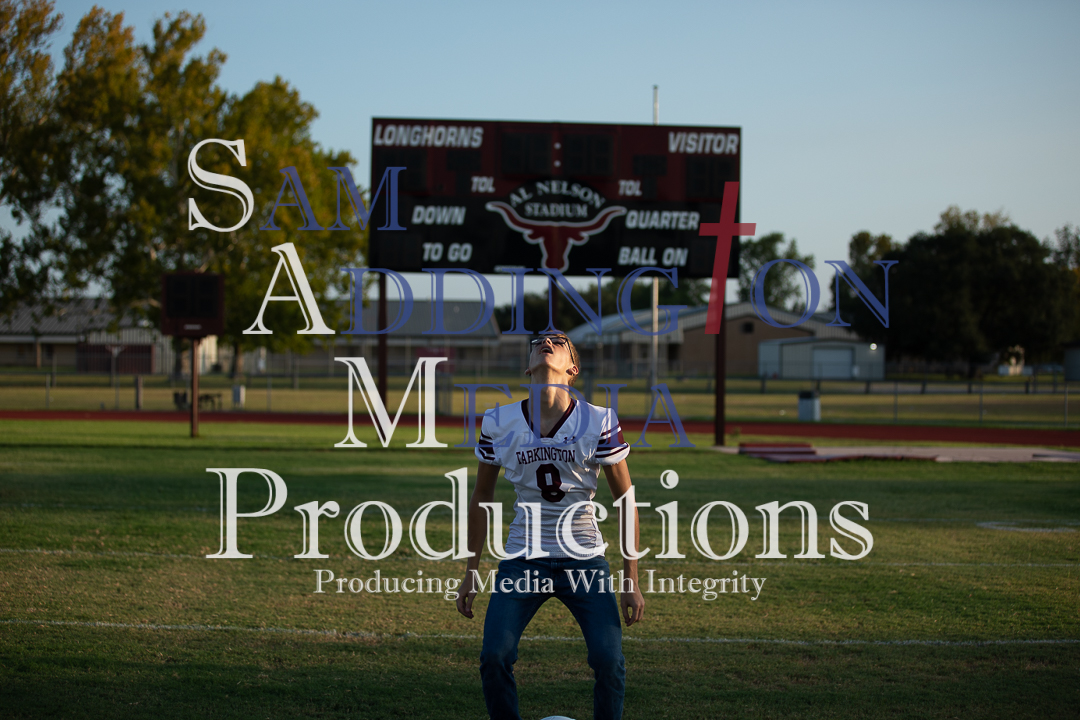 LONGHORNS VISITOR
TOL TOL
AL NELSON
STADIUM
DOWN QUARTER
TO GO BALL ON
SAM
ADDINGTON
MEDIA
Productions
Producing Media With Integrity
TARKINGTON
8